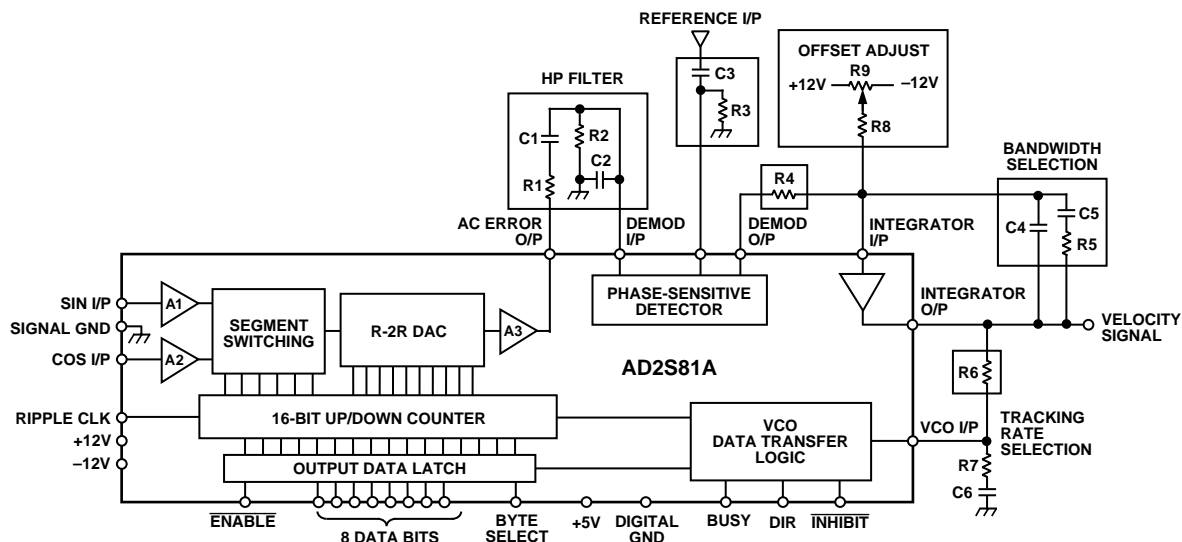 REFERENCE I/P
OFFSET ADJUST
R9
+12V
–12V
R8
HP FILTER
C3
R3
C1
R2
C2
R1
BANDWIDTH
SELECTION
R4
C5
C4
R5
AC ERROR
O/P
DEMOD
I/P
DEMOD
O/P
INTEGRATOR
I/P
SIN I/P
SIGNAL GND
COS I/P
RIPPLE CLK
+12V
–12V
A1
A2
SEGMENT
SWITCHING
R-2R DAC
A3
PHASE-SENSITIVE
DETECTOR
INTEGRATOR
O/P
VELOCITY
SIGNAL
AD2S81A
R6
16-BIT UP/DOWN COUNTER
VCO
DATA TRANSFER
LOGIC
VCO I/P
TRACKING
RATE
SELECTION
R7
C6
OUTPUT DATA LATCH
ENABLE
8 DATA BITS
BYTE
SELECT
+5V
DIGITAL
GND
BUSY
DIR
INHIBIT